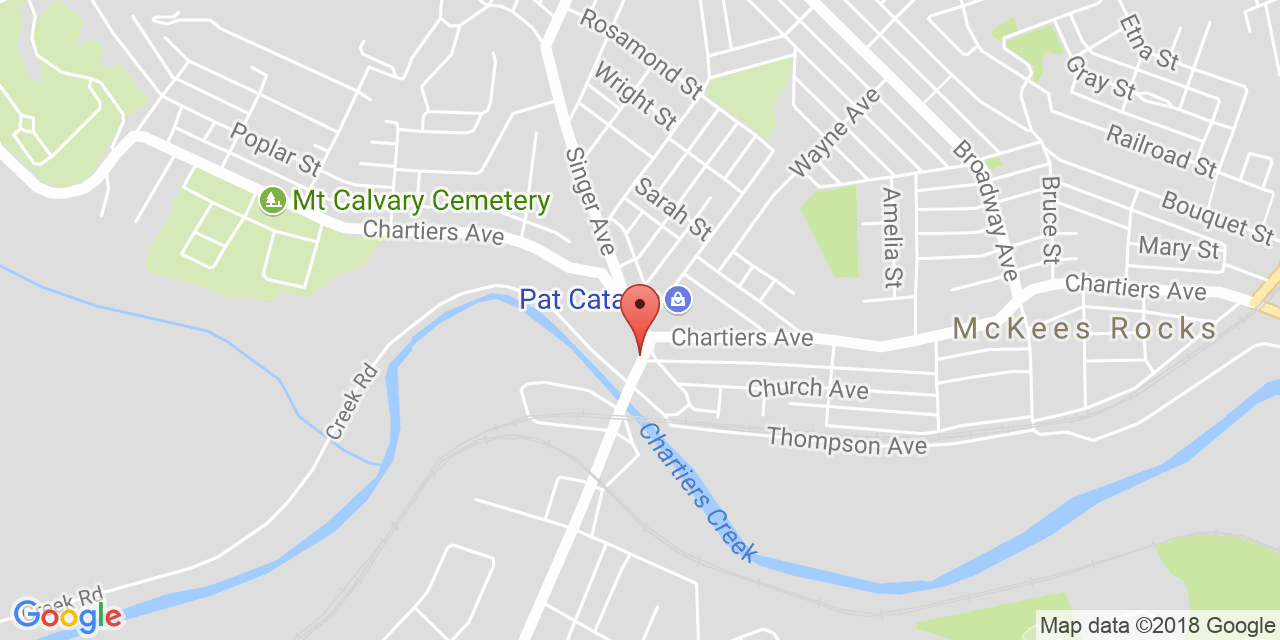 Rosamond St
Etna St
Wright St
Gray St
Wayne Ave
Poplar St
Railroad St
Broadway Ave
Singer Ave
Sarah St
Amelia St
Bruce St
Mt Calvary Cemetery
Bouquet St
Chartiers Ave
Mary St
Chartiers Ave
Pat Cata
McKees Rocks
Chartiers Ave
Church Ave
Creek Rd
Thompson Ave
Chartiers Creek
Creek Rd
Google
Map data ©2018 Google